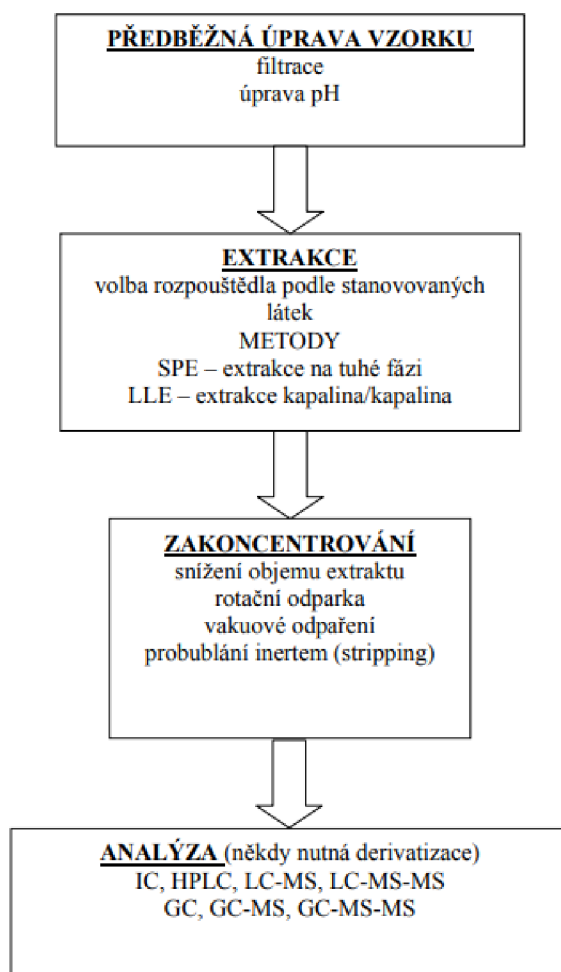 PŘEDBĚŽNÁ ÚPRAVA VZORKU
filtrace
úprava pH
EXTRAKCE
volba rozpouštědla podle stanovovaných
látek
METODY
SPE – extrakce na tuhé fázi
LLE – extrakce kapalina/kapalina
ZAKONCENTROVÁNÍ
snížení objemu extraktu
rotační odparka
vakuové odpaření
probublání inertem (stripping)
ANALÝZA (někdy nutná derivatizace)
IC, HPLC, LC-MS, LC-MS-MS
GC, GC-MS, GC-MS-MS